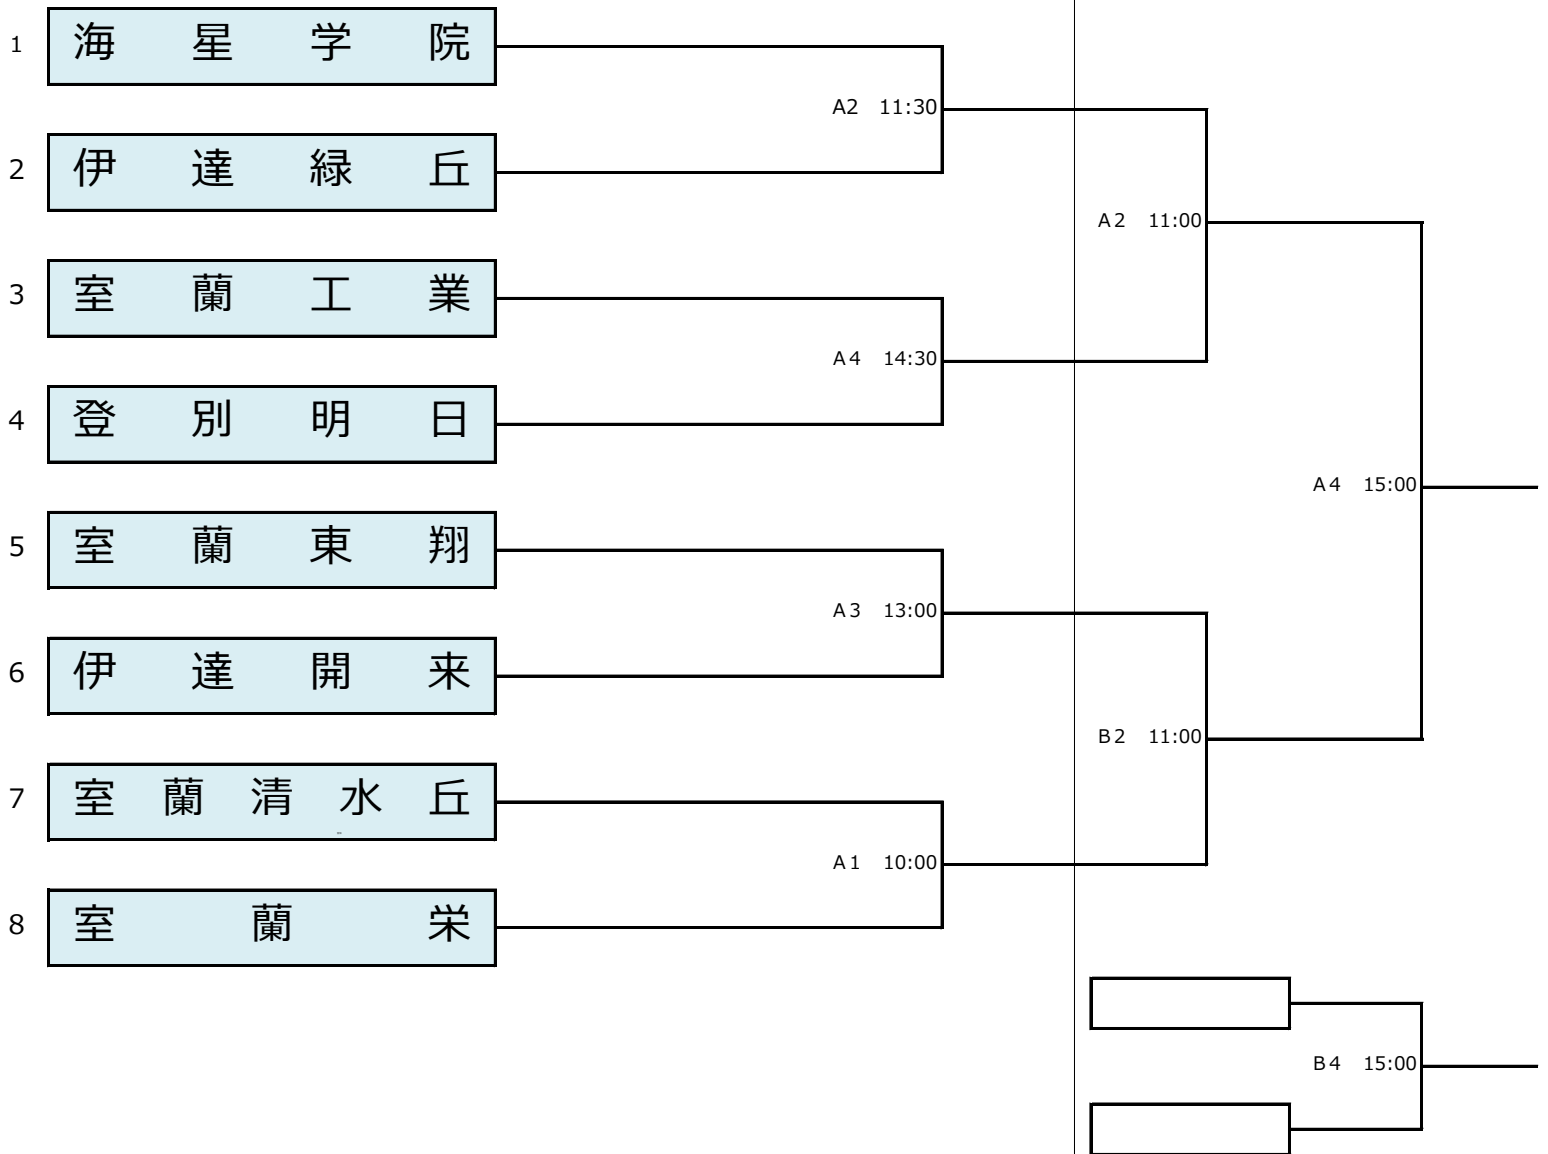 1 海星学院
A2 11:30
2 伊達緑丘
A2 11:00
3 室蘭工業
A4 14:30
4 登別明日
A4 15:00
5 室蘭東翔
A3 13:00
6 伊達開来
B2 11:00
7 室蘭清水丘
A1 10:00
8 室蘭栄
B4 15:00